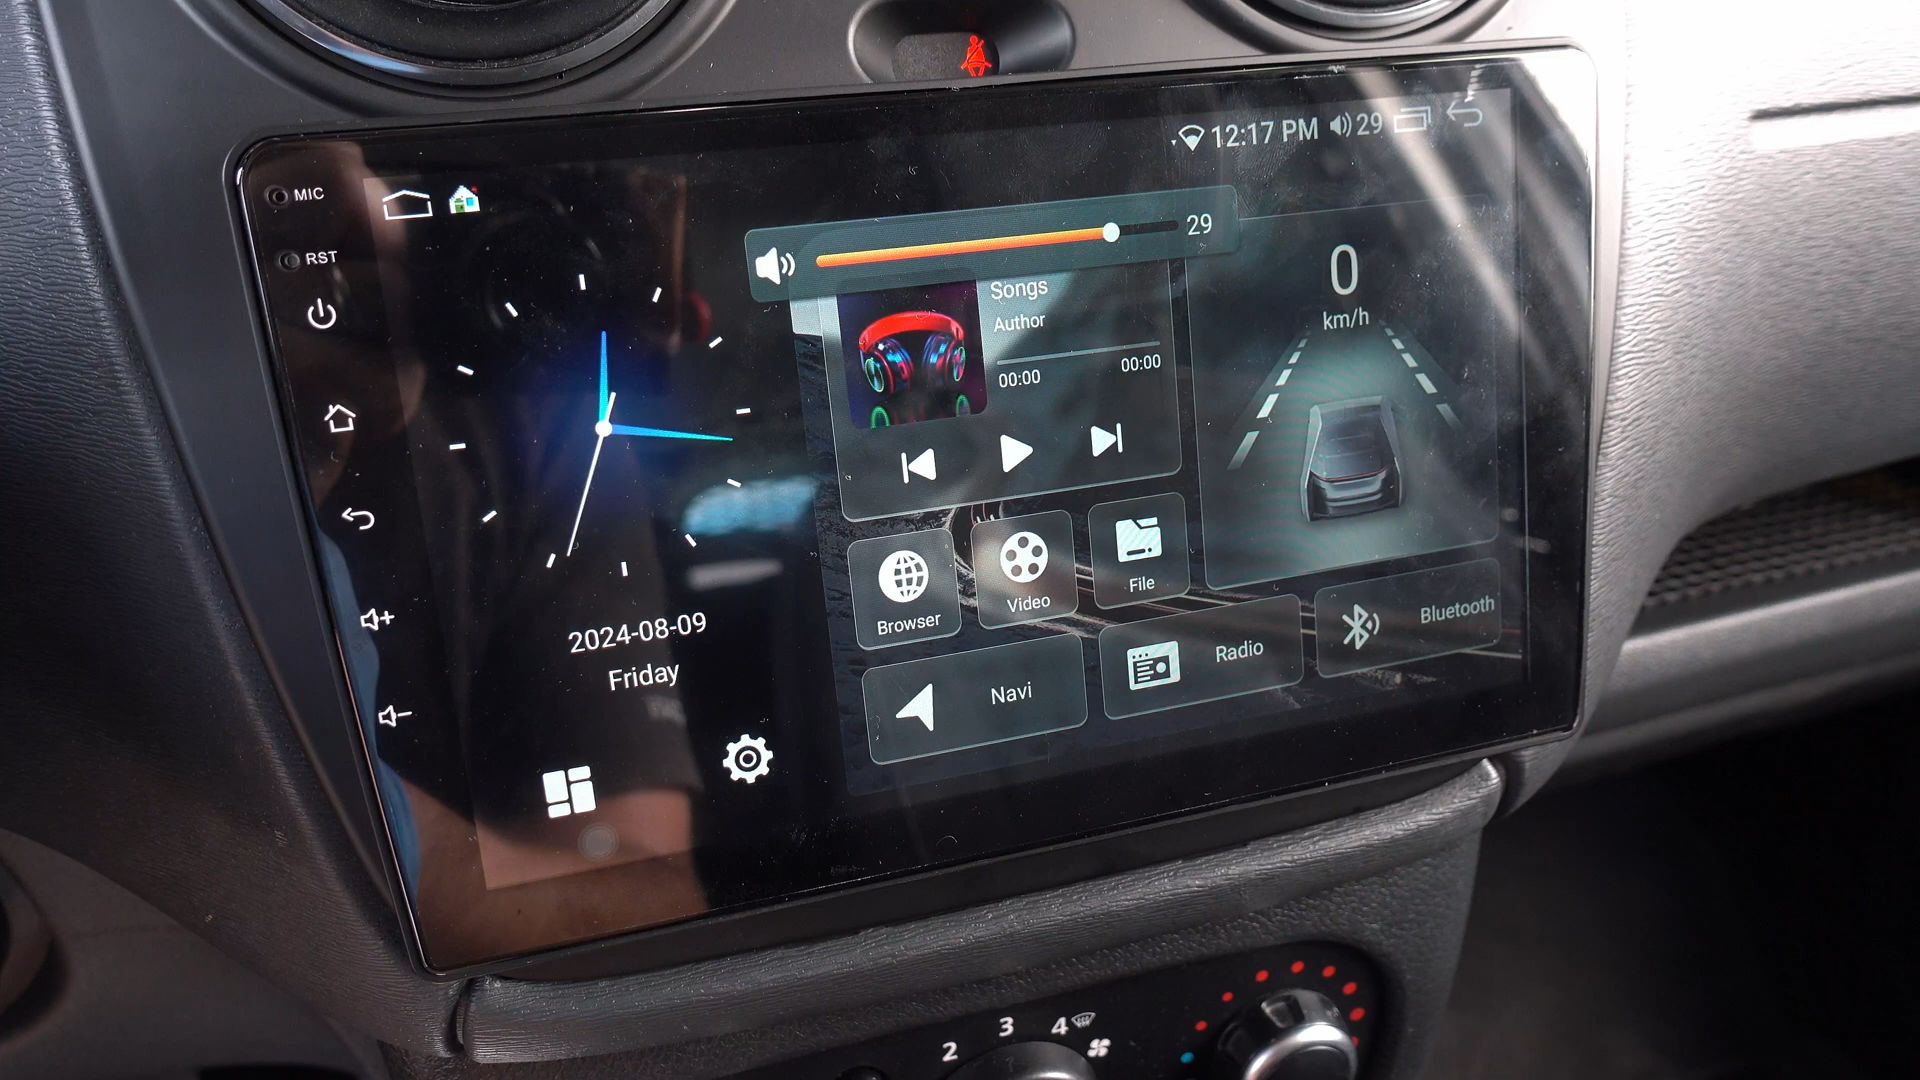 MIC
RST
12:17 PM 29
29
Songs
Author
00:00 00:00
0
km/h
2024-08-09
Friday
Browser
Video
File
Navi
Radio
Bluetooth
2 3 4